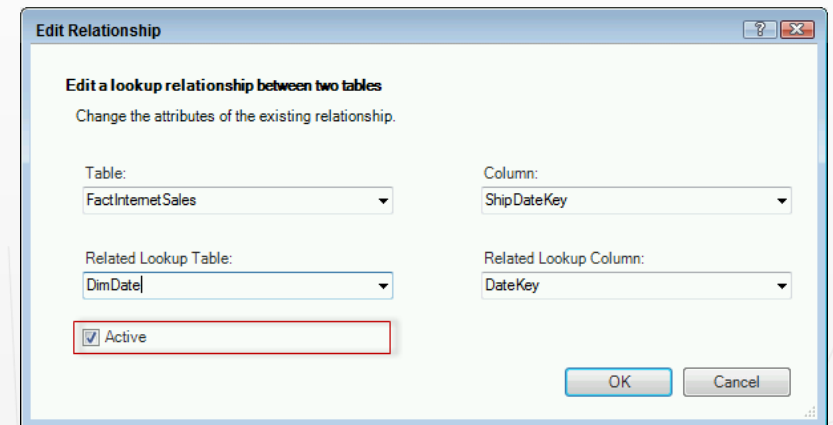 Edit Relationship
Edit a lookup relationship between two tables
Change the attributes of the existing relationship.
Table:
Column:
FactInternetSales
ShipDateKey
Related Lookup Table:
Related Lookup Column:
DimDate
DateKey
Active
OK
Cancel